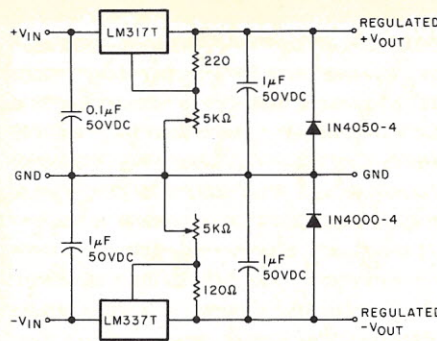 +VIN
LM317T
REGULATED
+VOUT
220
1µF
50VDC
0.1µF
50VDC
5KΩ
IN4050-4
GND
GND
5KΩ
IN4000-4
1µF
50VDC
1µF
50VDC
120Ω
-VIN
LM337T
REGULATED
-VOUT